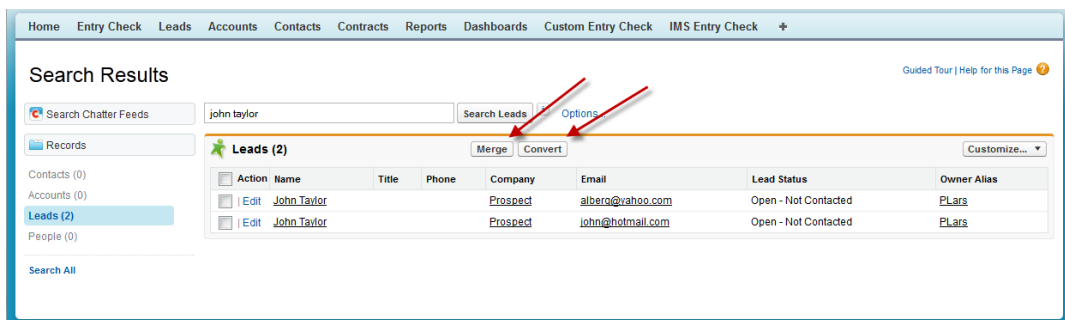 Home Entry Check Leads Accounts Contacts Contracts Reports Dashboards Custom Entry Check IMS Entry Check +
Search Results
Guided Tour | Help for this Page ?
Search Chatter Feeds
john taylor Search Leads Options...
Records
Leads (2) Merge Convert Customize...
Contacts (0)
Action Name Title Phone Company Email Lead Status Owner Alias
Accounts (0)
| Edit John Taylor Prospect alberq@yahoo.com Open - Not Contacted PLars
Leads (2)
| Edit John Taylor Prospect john@hotmail.com Open - Not Contacted PLars
People (0)
Search All